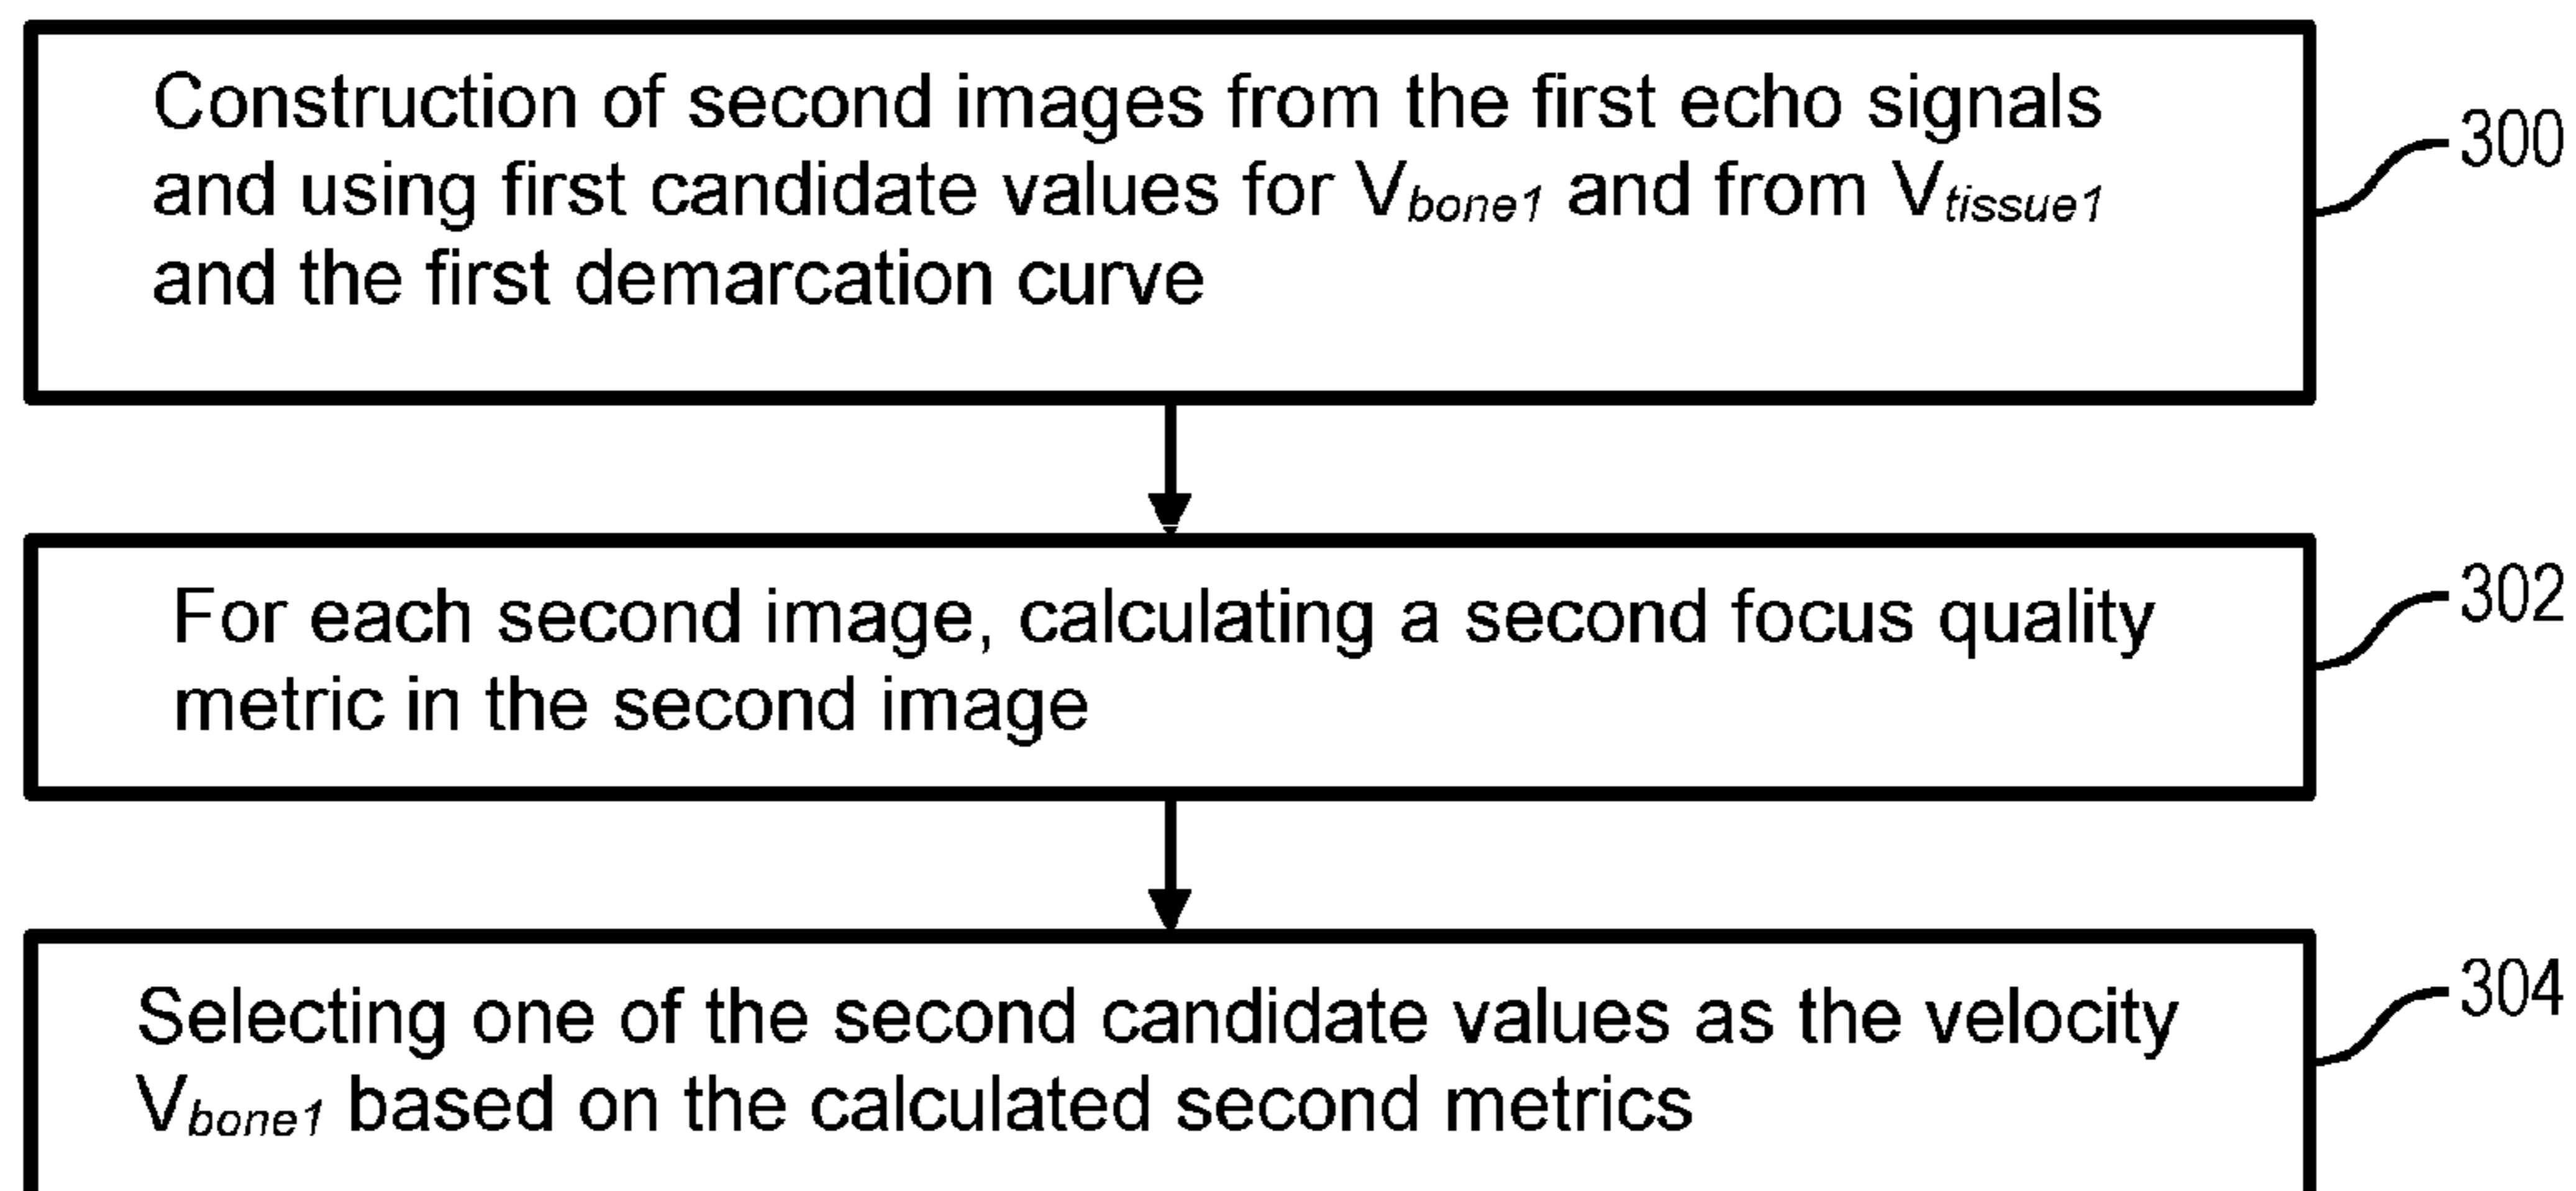 Construction of second images from the first echo signals
and using first candidate values for Vbone1 and from Vtissue1
and the first demarcation curve
300
For each second image, calculating a second focus quality
metric in the second image
302
Selecting one of the second candidate values as the velocity
Vbone1 based on the calculated second metrics
304